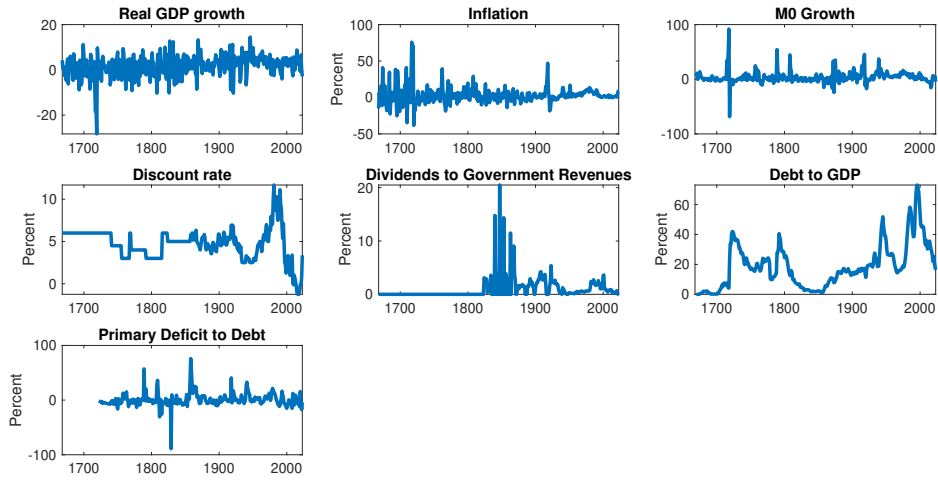 Real GDP growth
20
0
-20
1700 1800 1900 2000
Inflation
Percent
100
50
0
-50
1700 1800 1900 2000
M0 Growth
Percent
100
0
-100
1700 1800 1900 2000
Discount rate
Percent
10
5
0
1700 1800 1900 2000
Dividends to Government Revenues
Percent
20
10
0
1700 1800 1900 2000
Debt to GDP
Percent
60
40
20
0
1700 1800 1900 2000
Primary Deficit to Debt
Percent
100
0
-100
1700 1800 1900 2000